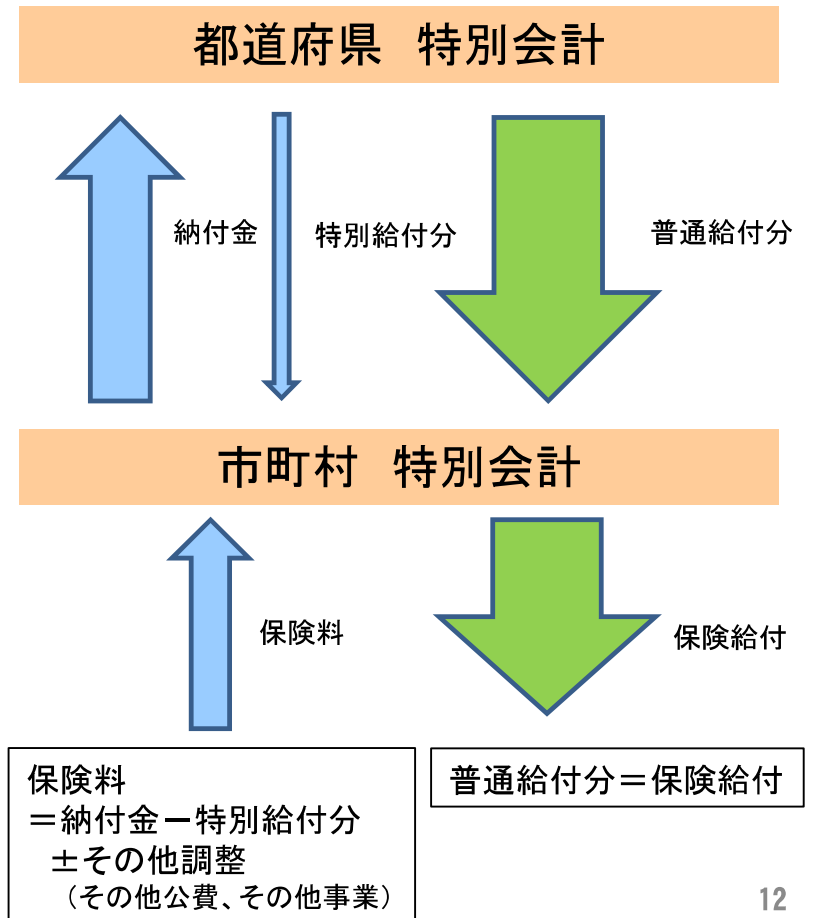 都道府県　特別会計
納付金
特別給付分
普通給付分
市町村　特別会計
保険料
保険給付
保険料
＝納付金－特別給付分
±その他調整
（その他公費、その他事業）
普通給付分＝保険給付
12